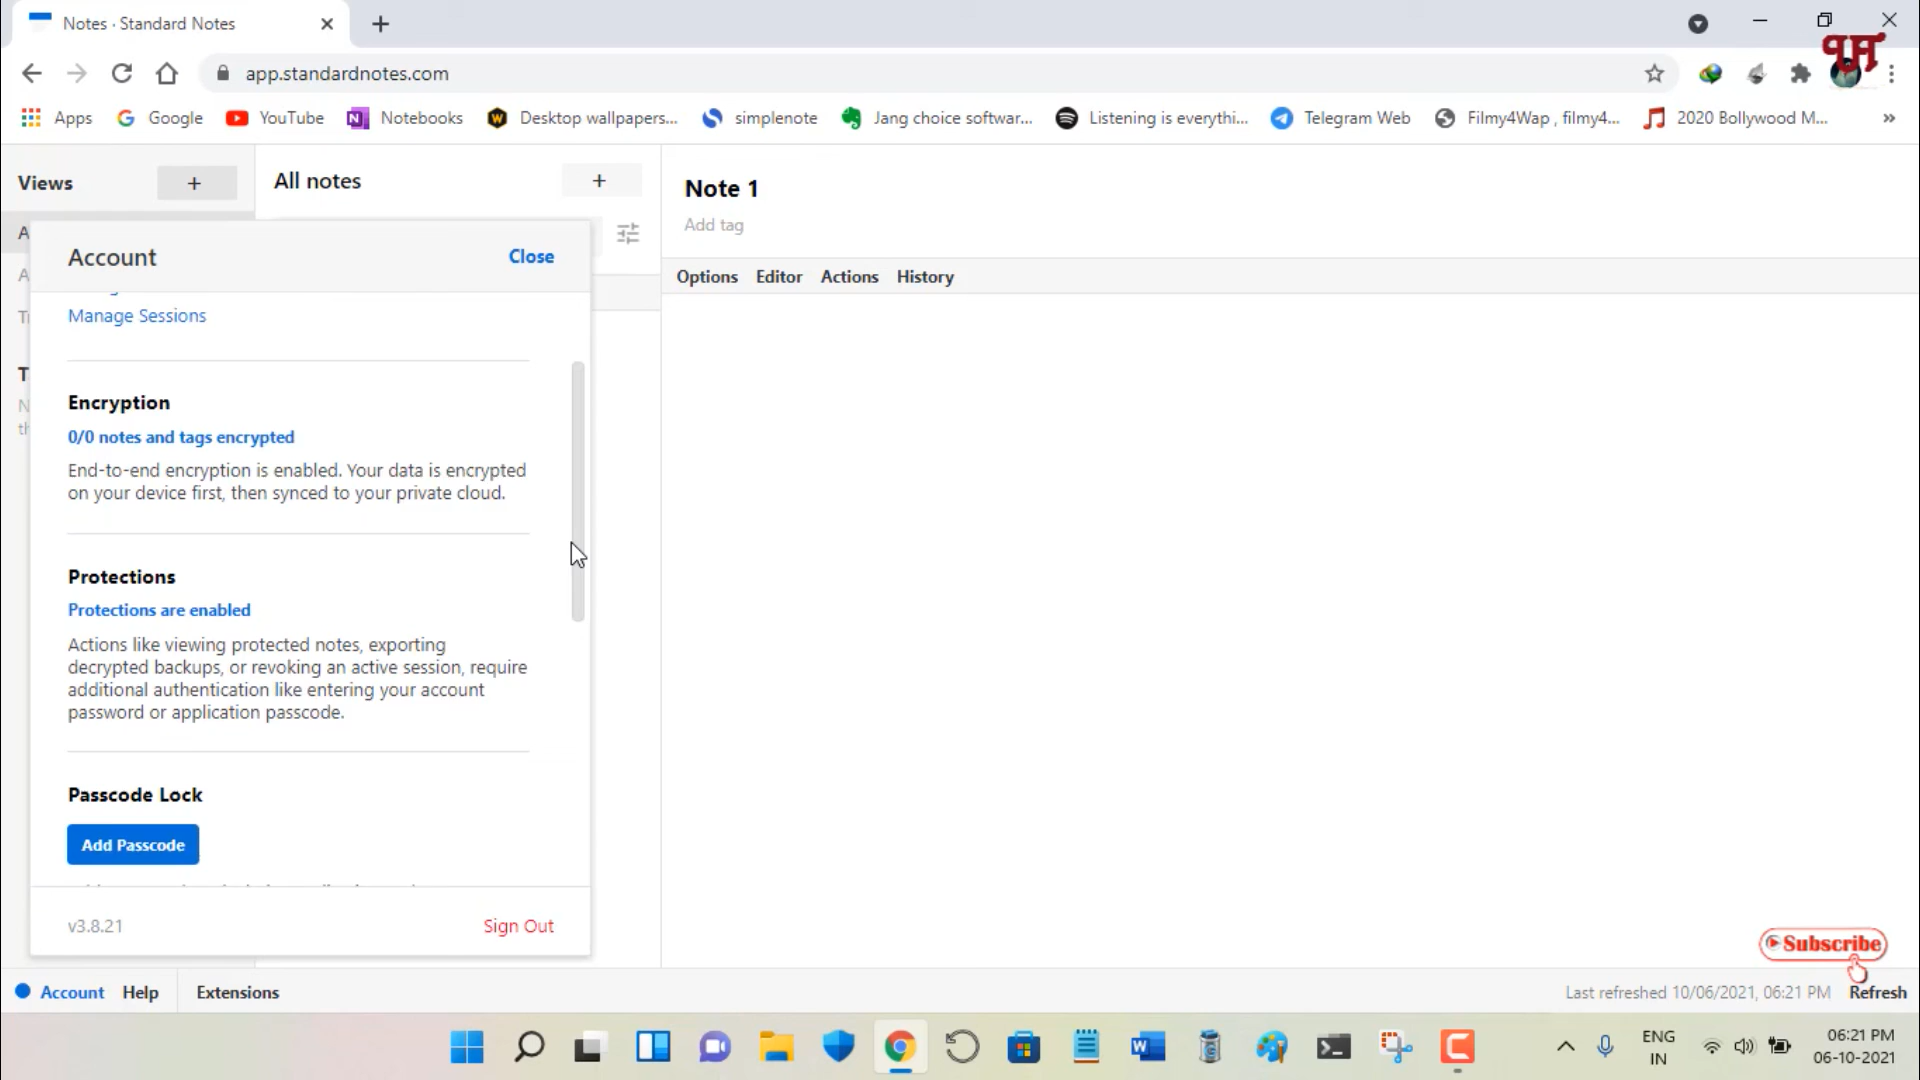 Notes · Standard Notes
app.standardnotes.com
Apps
Google
YouTube
Notebooks
Desktop wallpapers...
simplenote
Jang choice softwar...
Listening is everythi...
Telegram Web
Filmy4Wap , filmy4...
2020 Bollywood M...
»
Views
+
All notes
+
Note 1
Add tag
Options Editor Actions History
Account
Close
Manage Sessions
Encryption
0/0 notes and tags encrypted
End-to-end encryption is enabled. Your data is encrypted
on your device first, then synced to your private cloud.
Protections
Protections are enabled
Actions like viewing protected notes, exporting
decrypted backups, or revoking an active session, require
additional authentication like entering your account
password or application passcode.
Passcode Lock
Add Passcode
v3.8.21
Sign Out
Subscribe
Account Help Extensions
Last refreshed 10/06/2021, 06:21 PM Refresh
ENG
IN
06:21 PM
06-10-2021